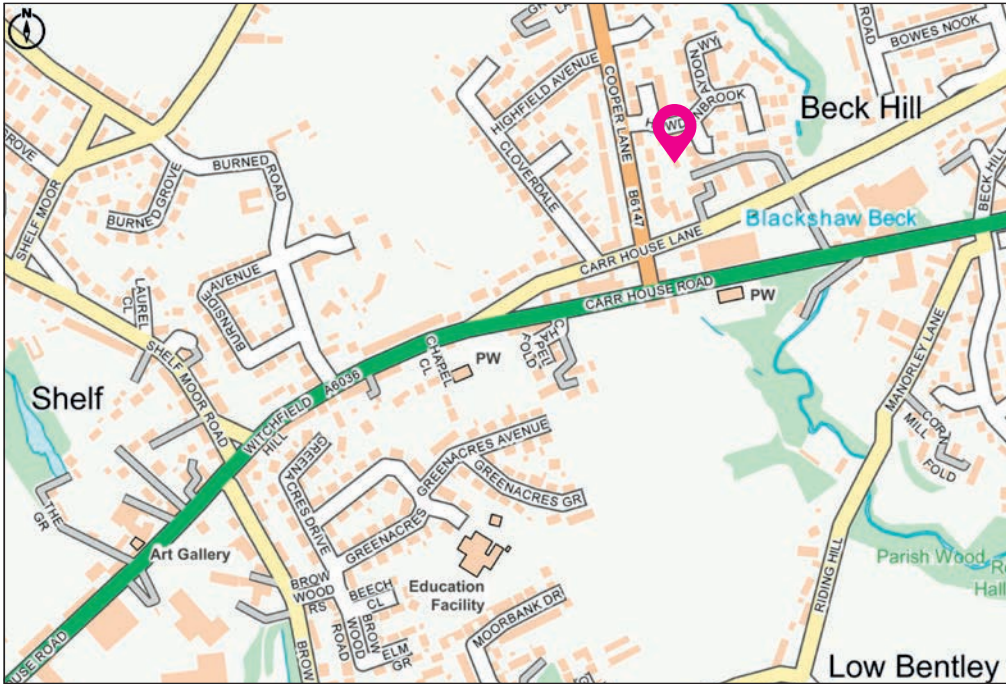 N
COOPER LANE
B6147
HIGHFIELD AVENUE
CLOVERDALE
AYDON WY
BROOK
ROAD
BOWES NOOK
Beck Hill
BECK HILL
GROVE
SHELF MOOR
BURNED GROVE
BURNED
ROAD
Blackshaw Beck
CARR HOUSE LANE
CARR HOUSE ROAD
PW
LAUREL
CL
BURNSIDE AVENUE
CHAPEL
FOLD
CHAPEL
CL
PW
MANORLEY LANE
SHELF MOOR ROAD
Shelf
WITCHFIELD
HILL
A6036
CORN
MILL
FOLD
GREENACRES AVENUE
GREENACRES GR
GREENACRES DRIVE
GREENACRES
THE
GR
Art Gallery
Education
Facility
Parish Wood
Hall
RIDING HILL
BROW
WOOD
RS
BEECH
CL
BROW
WOOD
ROAD
ELM
GR
MOORBANK DR
BROW
USE ROAD
Low Bentley